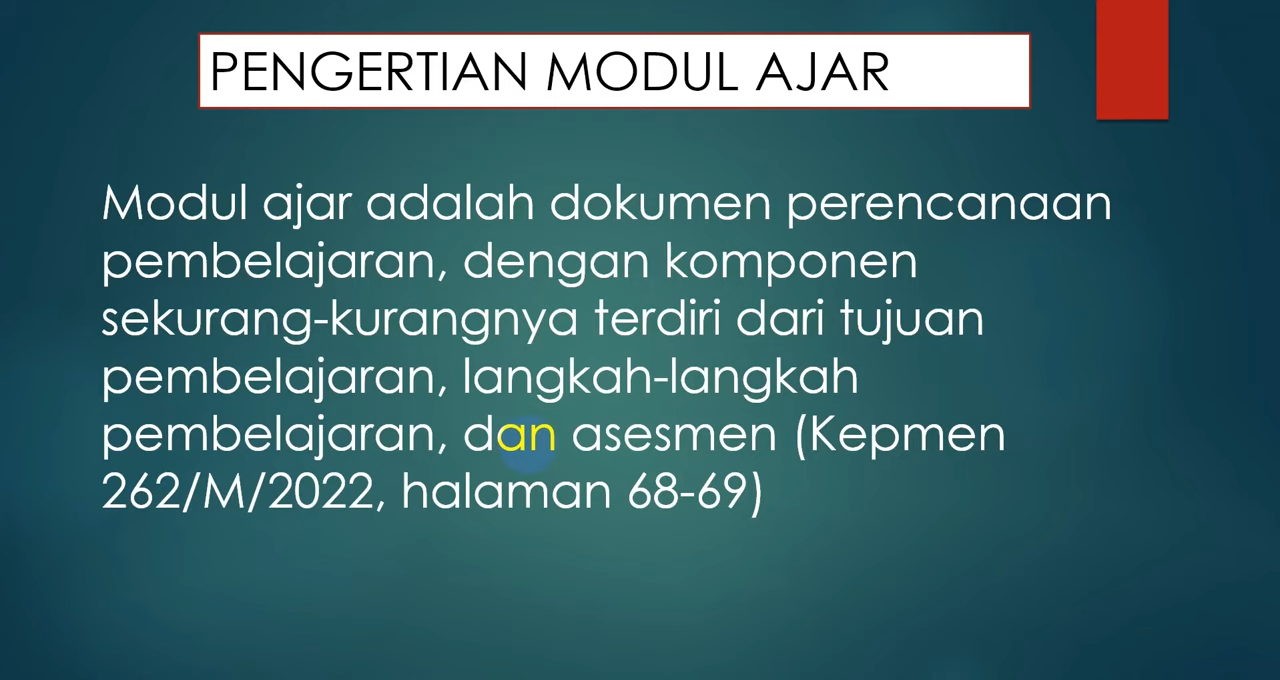 PENGERTIAN MODUL AJAR
Modul ajar adalah dokumen perencanaan
pembelajaran, dengan komponen
sekurang-kurangnya terdiri dari tujuan
pembelajaran, langkah-langkah
pembelajaran, dan asesmen (Kepmen
262/M/2022, halaman 68-69)